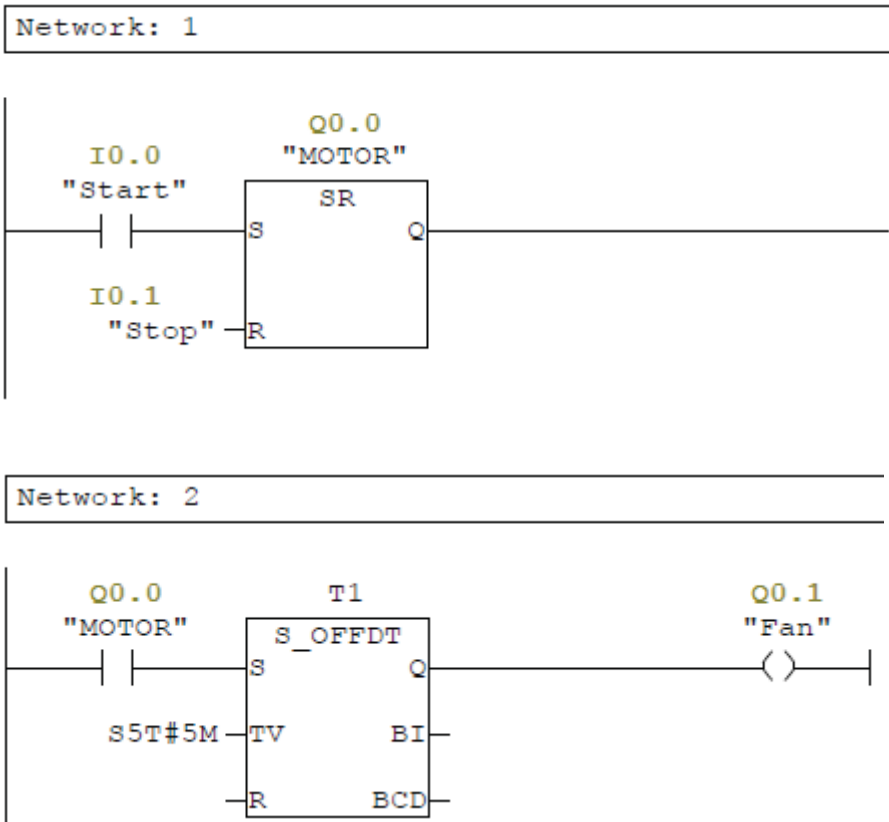 Network: 1
Q0.0
I0.0 "MOTOR"
"Start" SR
S Q
I0.1
"Stop" R
Network: 2
Q0.0 T1 Q0.1
"MOTOR" S_OFFDT "Fan"
S Q
S5T#5M TV BI
R BCD